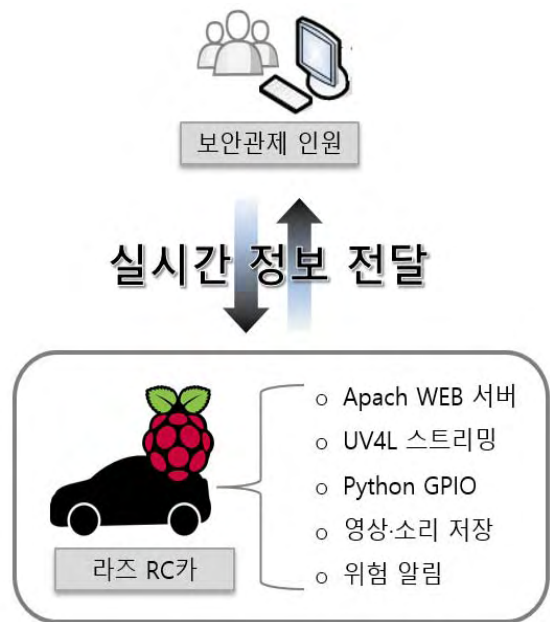 보안관제 인원
실시간 정보 전달
o Apach WEB 서버
o UV4L 스트리밍
o Python GPIO
o 영상·소리 저장
o 위험 알림
라즈 RC카